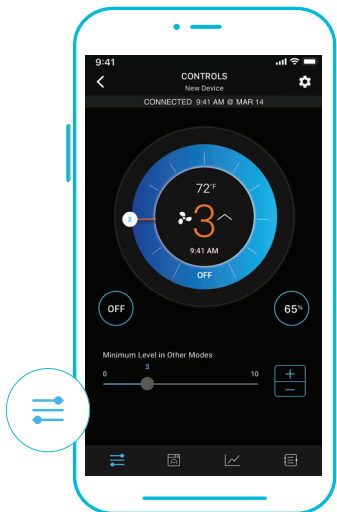 9:41
CONTROLS
New Device
CONNECTED 9:41 AM @ MAR 14
72°F
3
3
9:41 AM
OFF
OFF
65%
Minimum Level in Other Modes
3
0 10
+
−